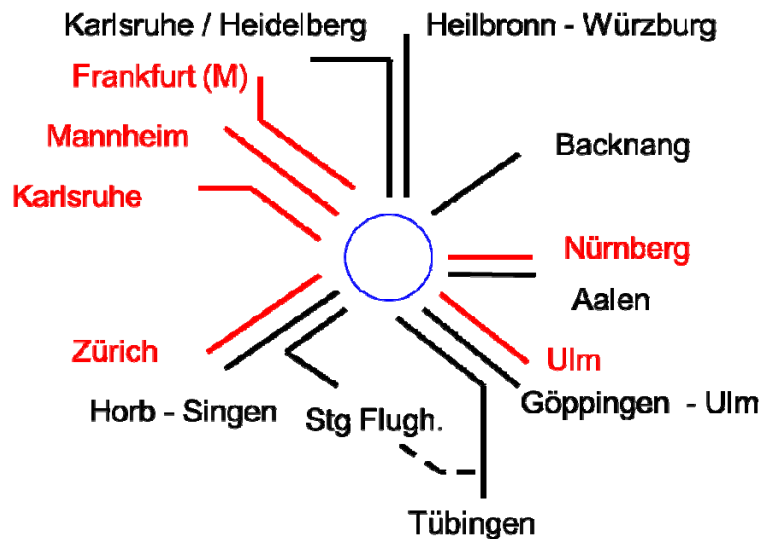 Karlsruhe / Heidelberg
Heilbronn - Würzburg
Frankfurt (M)
Mannheim
Backnang
Karlsruhe
Nürnberg
Aalen
Zürich
Ulm
Horb - Singen
Göppingen - Ulm
Stg Flugh.
Tübingen